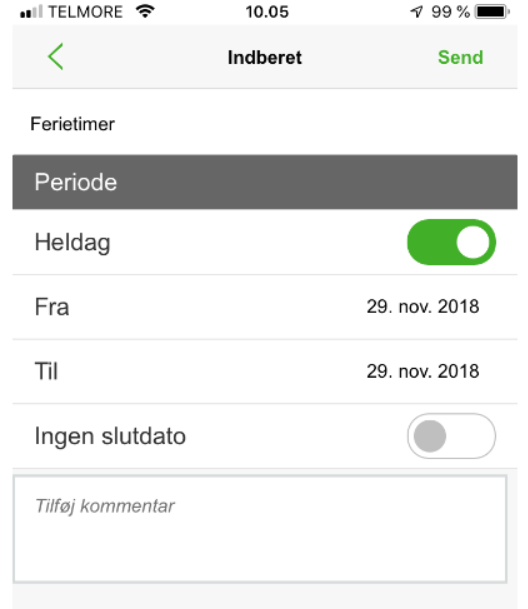 TELMORE 10.05 99 %
Indberet Send
Ferietimer
Periode
Heldag
Fra 29. nov. 2018
Til 29. nov. 2018
Ingen slutdato
Tilføj kommentar